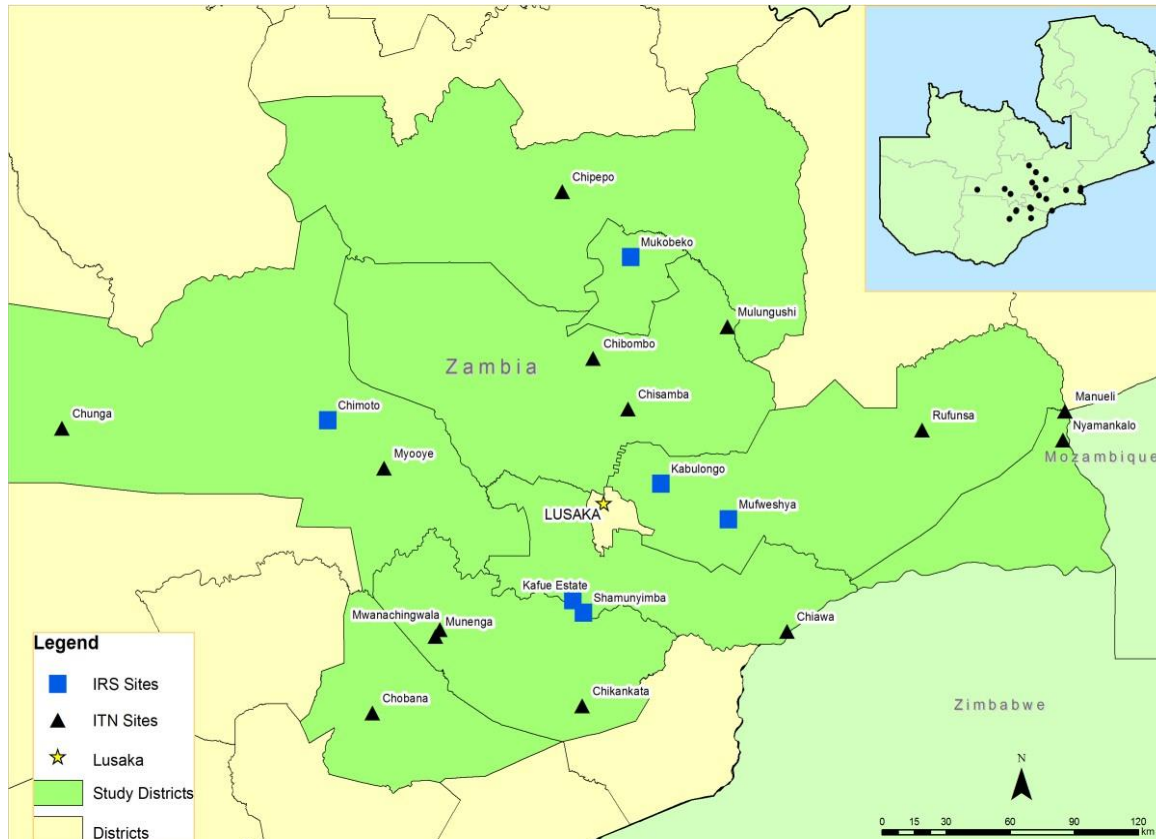 Chipepo
Mukobeko
Mulungushi
Chibombo
Zambia
Chisamba
Chunga
Chimoto
Myooye
Rufunsa
Manueli
Nyamankalo
Mozambique
Kabulongo
Mufweshya
LUSAKA
Kafue Estate
Shamunyimba
Mwanachingwala
Munenga
Chiawa
Chobana
Chikankata
Zimbabwe
Legend
IRS Sites
ITN Sites
Lusaka
Study Districts
Districts
N
0 15 30 60 90 120
km